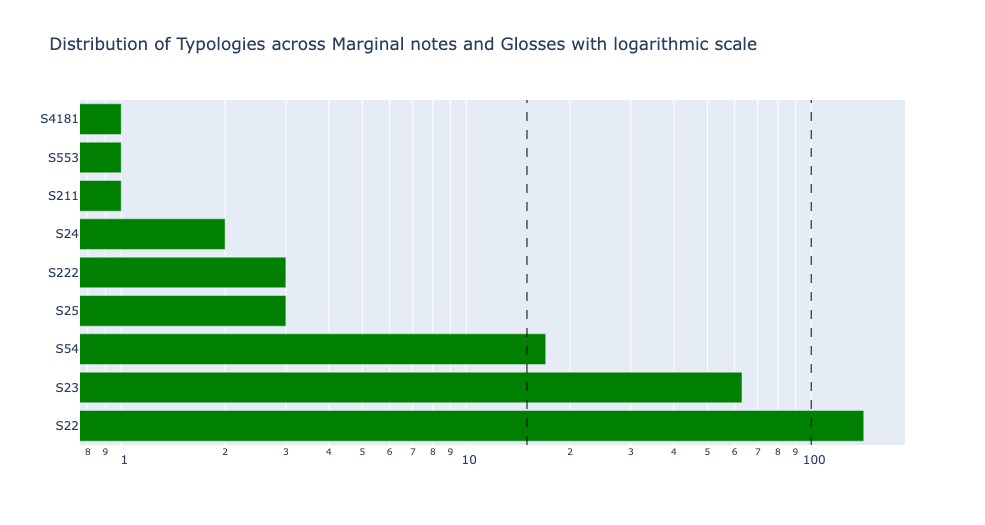 Distribution of Typologies across Marginal notes and Glosses with logarithmic scale
S4181
S553
S211
S24
S222
S25
S54
S23
S22
8 9 2 3 4 5 6 7 8 9 2 3 4 5 6 7 8 9
1 10 100